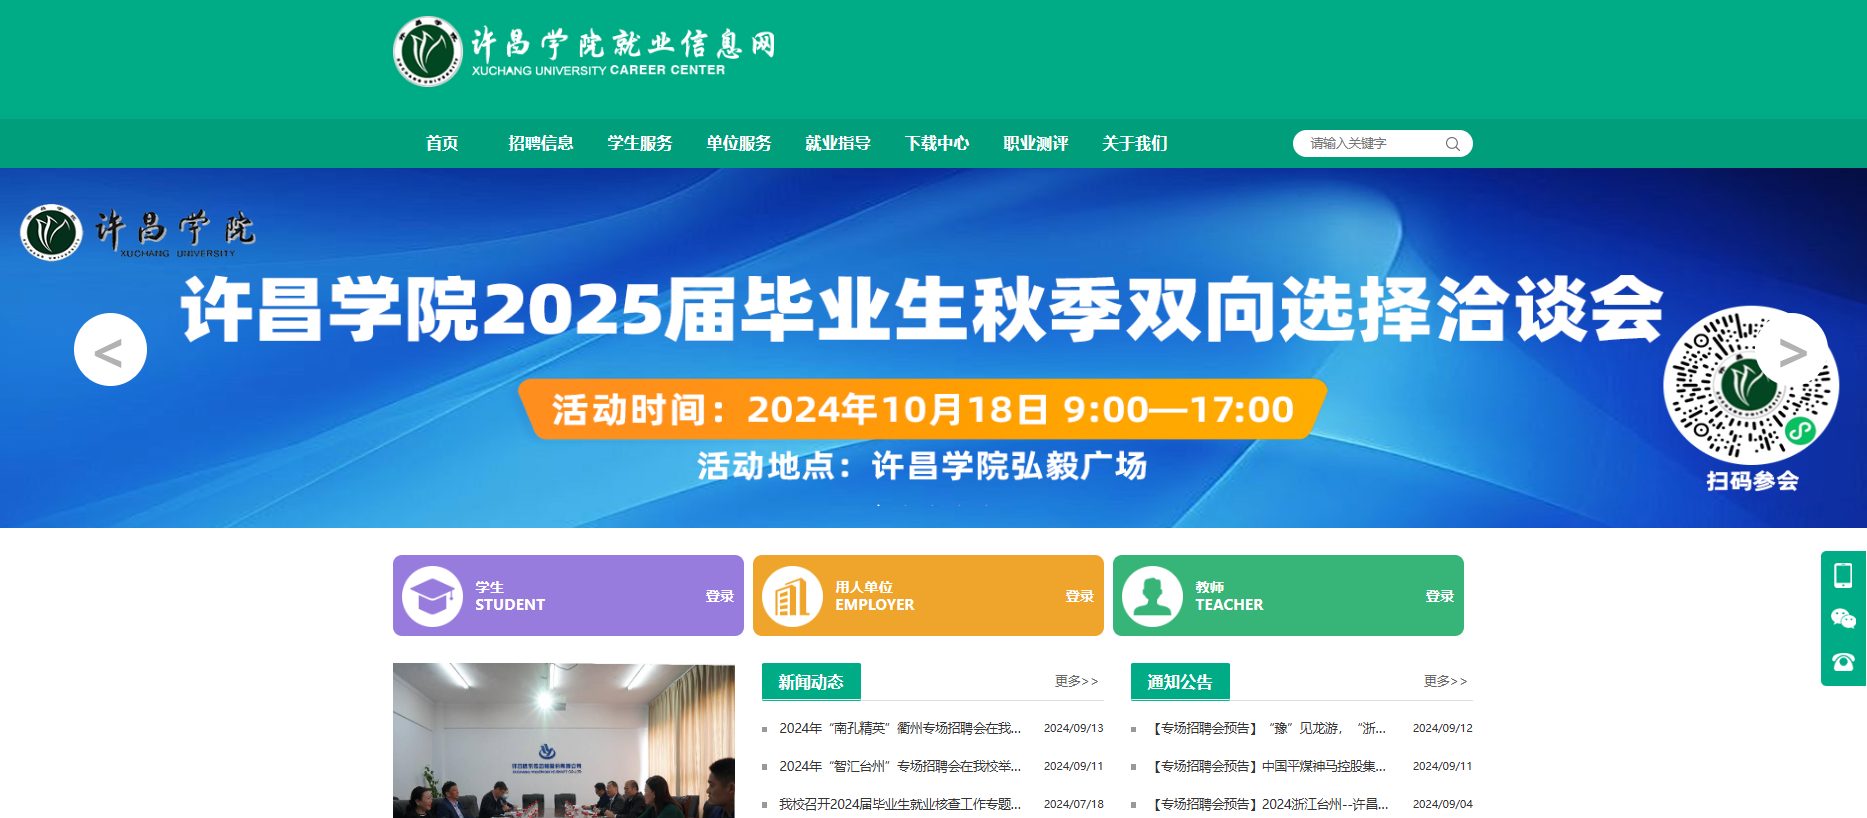 许昌学院就业信息网
XUCHANG UNIVERSITY CAREER CENTER
首页 招聘信息 学生服务 单位服务 就业指导 下载中心 职业测评 关于我们 请输入关键字
许昌学院
XUCHANG UNIVERSITY
许昌学院2025届毕业生秋季双向选择洽谈会
< >
活动时间：2024年10月18日 9:00—17:00
活动地点：许昌学院弘毅广场
扫码参会
学生
STUDENT
登录
用人单位
EMPLOYER
登录
教师
TEACHER
登录
新闻动态 更多>>
2024年“南孔精英”衢州专场招聘会在我... 2024/09/13
2024年“智汇台州”专场招聘会在我校举... 2024/09/11
我校召开2024届毕业生就业核查工作专题... 2024/07/18
通知公告 更多>>
【专场招聘会预告】“豫”见龙游，“浙... 2024/09/12
【专场招聘会预告】中国平煤神马控股集... 2024/09/11
【专场招聘会预告】2024浙江台州--许昌... 2024/09/04